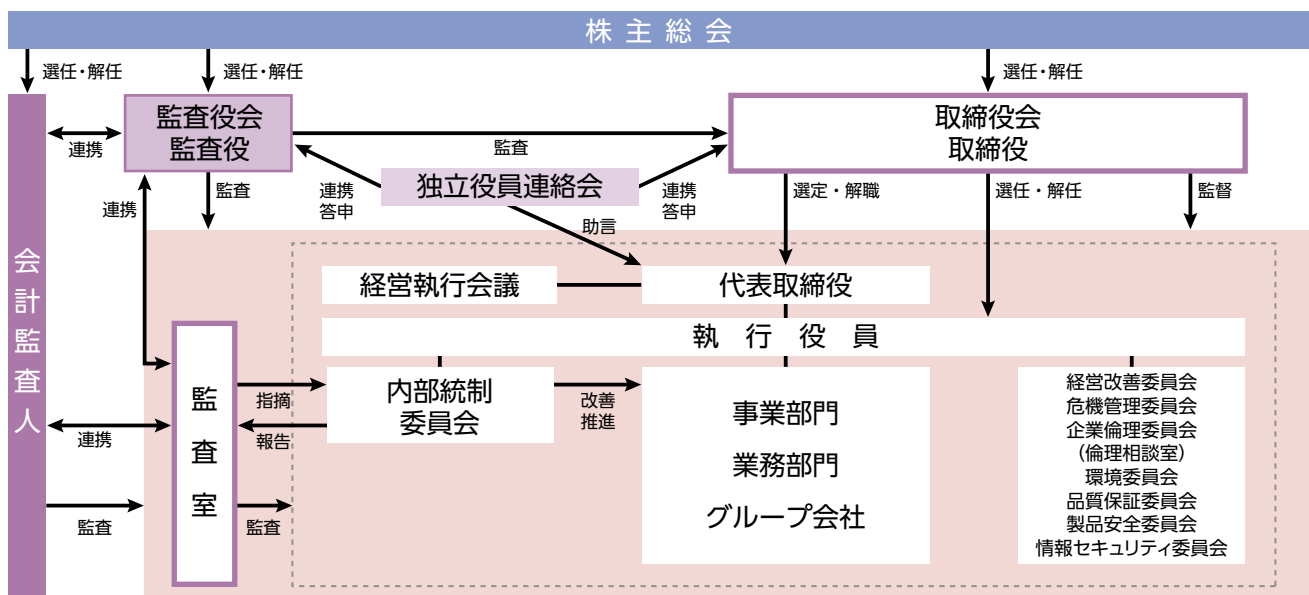 株主総会
選任・解任
選任・解任
選任・解任
監査役会
監査役
取締役会
取締役
連携
監査
独立役員連絡会
連携
答申
連携
答申
連携
監査
選定・解職
選任・解任
監督
助言
会計監査人
経営執行会議
代表取締役
執行役員
監査室
指摘
報告
内部統制
委員会
改善
推進
事業部門
業務部門
グループ会社
経営改善委員会
危機管理委員会
企業倫理委員会
（倫理相談室）
環境委員会
品質保証委員会
製品安全委員会
情報セキュリティ委員会
連携
監査
監査